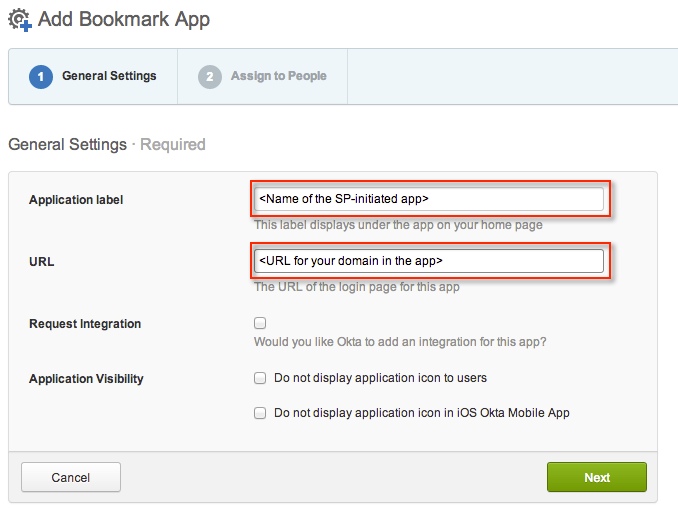 Add Bookmark App
1 General Settings 2 Assign to People
General Settings · Required
Application label <Name of the SP-initiated app>
This label displays under the app on your home page
URL <URL for your domain in the app>
The URL of the login page for this app
Request Integration
Would you like Okta to add an integration for this app?
Application Visibility Do not display application icon to users
Do not display application icon in iOS Okta Mobile App
Cancel Next